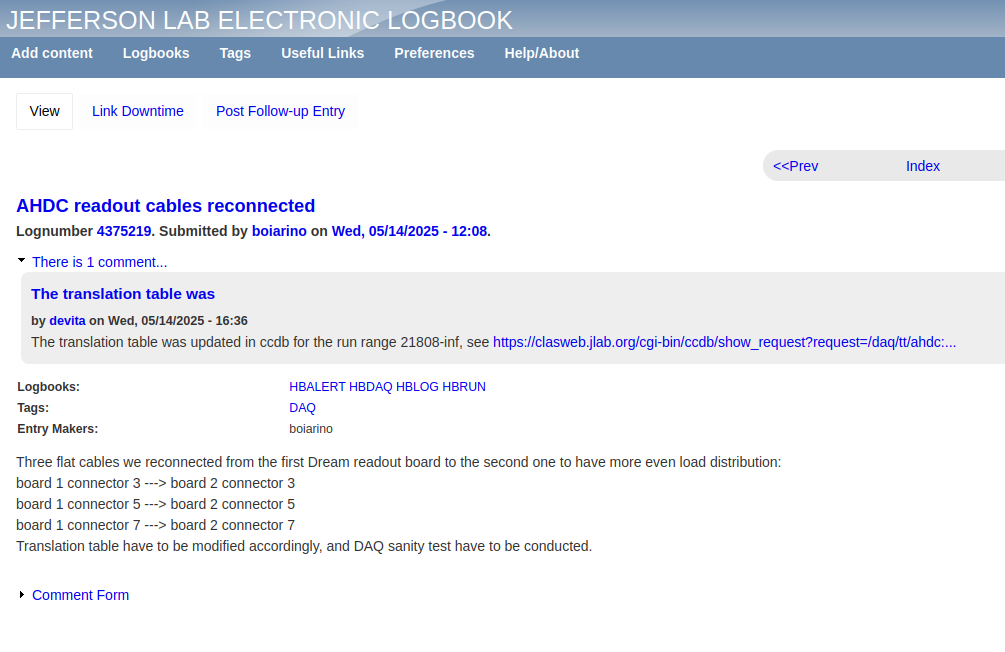 JEFFERSON LAB ELECTRONIC LOGBOOK
Add content Logbooks Tags Useful Links Preferences Help/About
View Link Downtime Post Follow-up Entry
<<Prev Index
AHDC readout cables reconnected
Lognumber 4375219. Submitted by boiarino on Wed, 05/14/2025 - 12:08.
There is 1 comment...
The translation table was
by devita on Wed, 05/14/2025 - 16:36
The translation table was updated in ccdb for the run range 21808-inf, see https://clasweb.jlab.org/cgi-bin/ccdb/show_request?request=/daq/tt/ahdc:...
Logbooks: HBALERT HBDAQ HBLOG HBRUN
Tags: DAQ
Entry Makers: boiarino
Three flat cables we reconnected from the first Dream readout board to the second one to have more even load distribution:
board 1 connector 3 ---> board 2 connector 3
board 1 connector 5 ---> board 2 connector 5
board 1 connector 7 ---> board 2 connector 7
Translation table have to be modified accordingly, and DAQ sanity test have to be conducted.
Comment Form